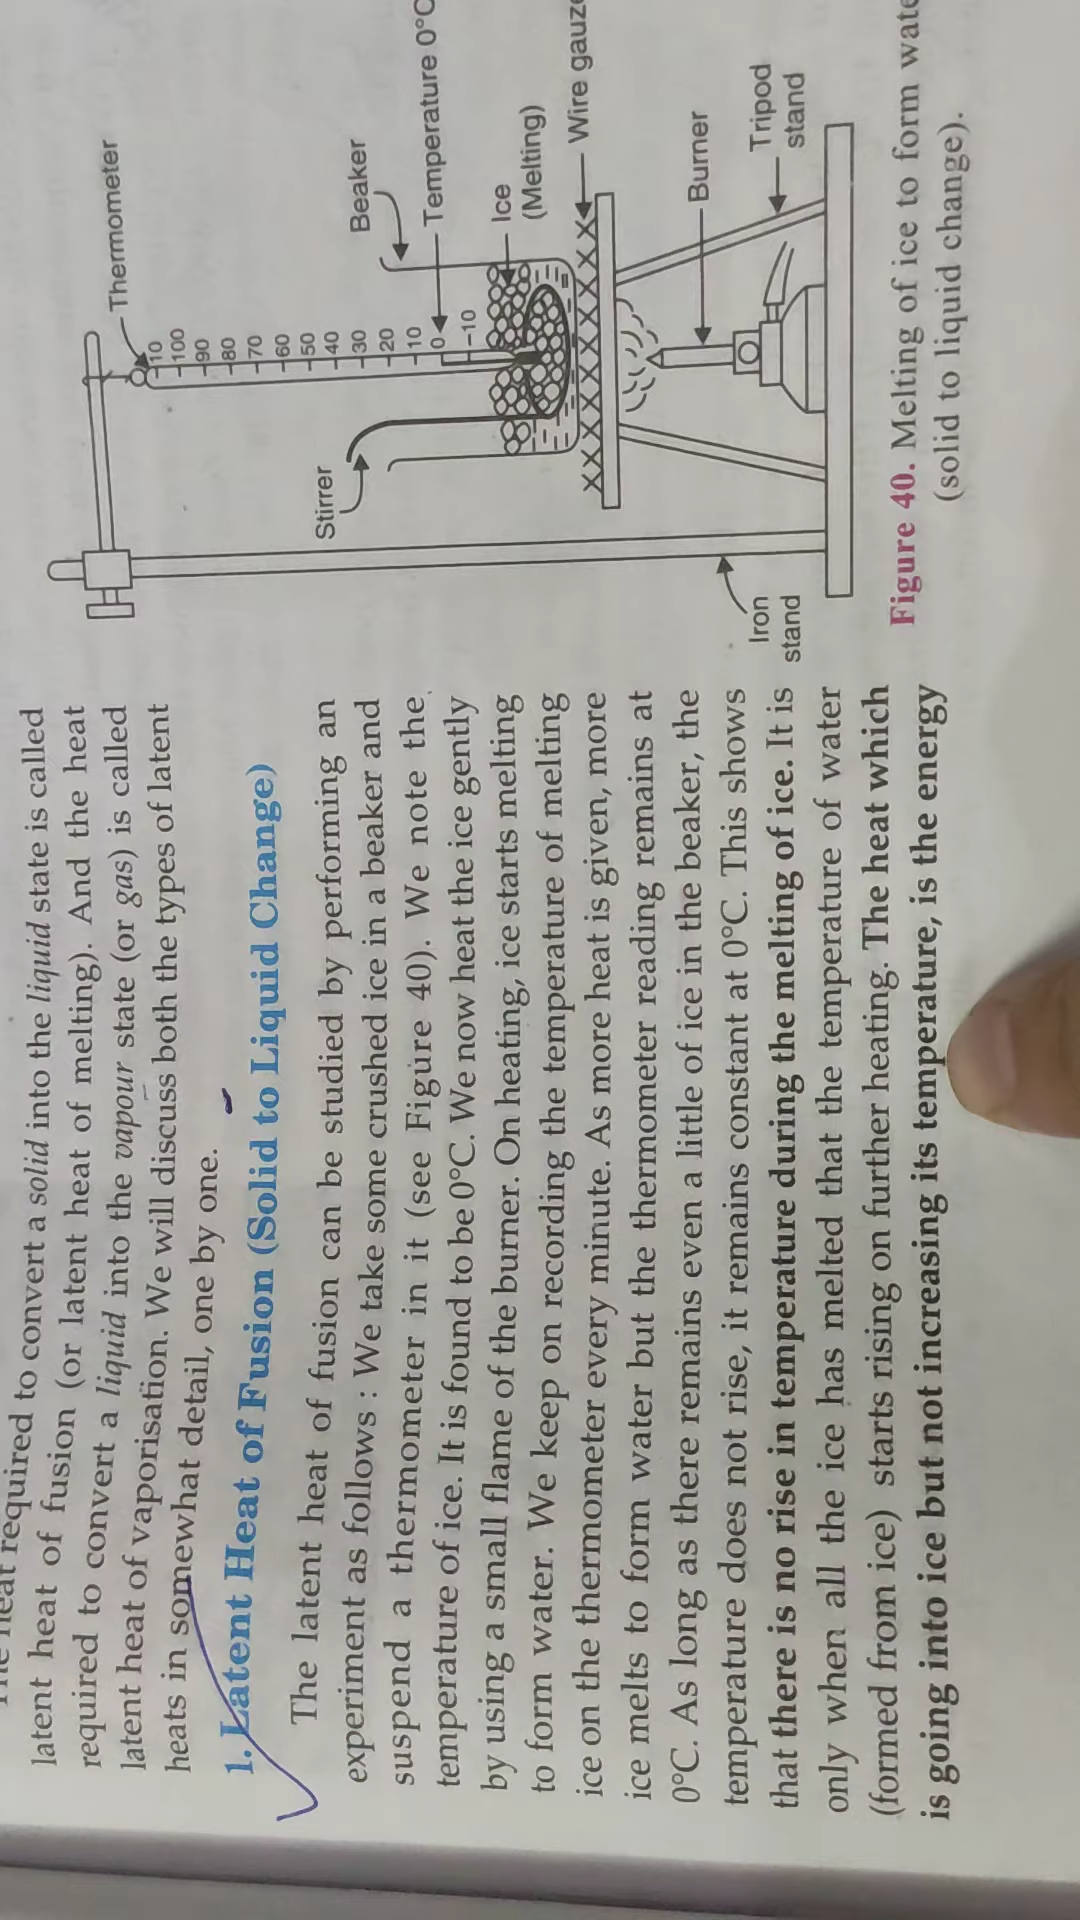 heat required to convert a solid into the liquid state is called
latent heat of fusion (or latent heat of melting). And the heat
required to convert a liquid into the vapour state (or gas) is called
latent heat of vaporisation. We will discuss both the types of latent
heats in somewhat detail, one by one.
1. Latent Heat of Fusion (Solid to Liquid Change)
The latent heat of fusion can be studied by performing an
experiment as follows : We take some crushed ice in a beaker and
suspend a thermometer in it (see Figure 40). We note the
temperature of ice. It is found to be 0°C. We now heat the ice gently
by using a small flame of the burner. On heating, ice starts melting
to form water. We keep on recording the temperature of melting
ice on the thermometer every minute. As more heat is given, more
ice melts to form water but the thermometer reading remains at
0°C. As long as there remains even a little of ice in the beaker, the
temperature does not rise, it remains constant at 0°C. This shows
that there is no rise in temperature during the melting of ice. It is
only when all the ice has melted that the temperature of water
(formed from ice) starts rising on further heating. The heat which
is going into ice but not increasing its temperature, is the energy
Thermometer
10
100
90
80
70
60
50
40
30
20
10
0
-10
Stirrer
Beaker
Temperature 0°C
Ice
(Melting)
Wire gauze
Burner
Tripod
stand
Iron
stand
Figure 40. Melting of ice to form
(solid to liquid change).